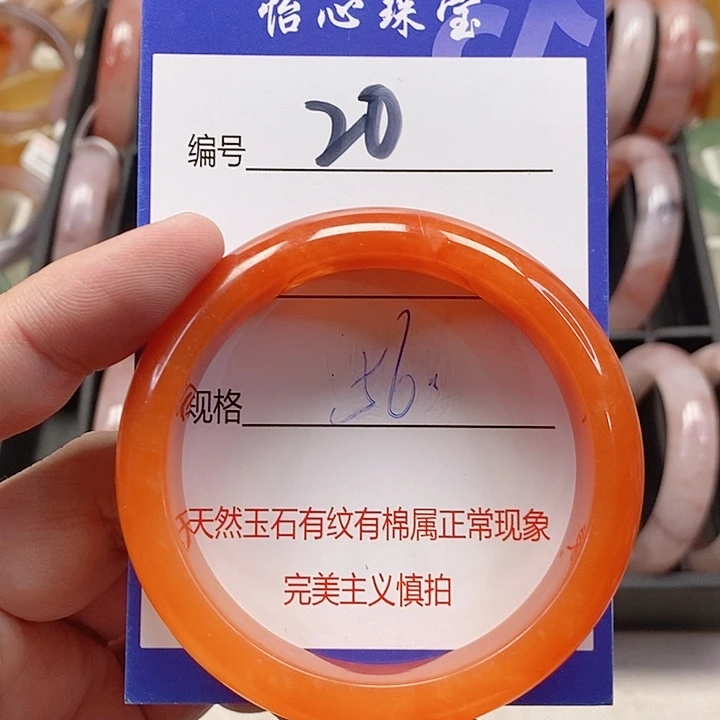 怡心珠宝
编号 20
规格 56.
天然玉石有纹有棉属正常现象
完美主义慎拍